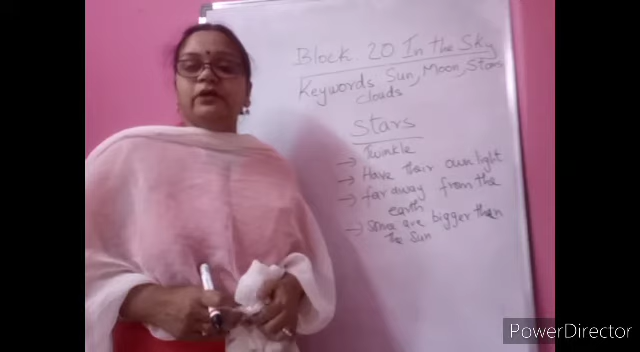 Block. 20 In the Sky
Keywords Sun, Moon, Stars
clouds
Stars
→ Twinkle
→ Have their own light
→ far away from the
earth
→ Some are bigger than
the Sun
PowerDirector